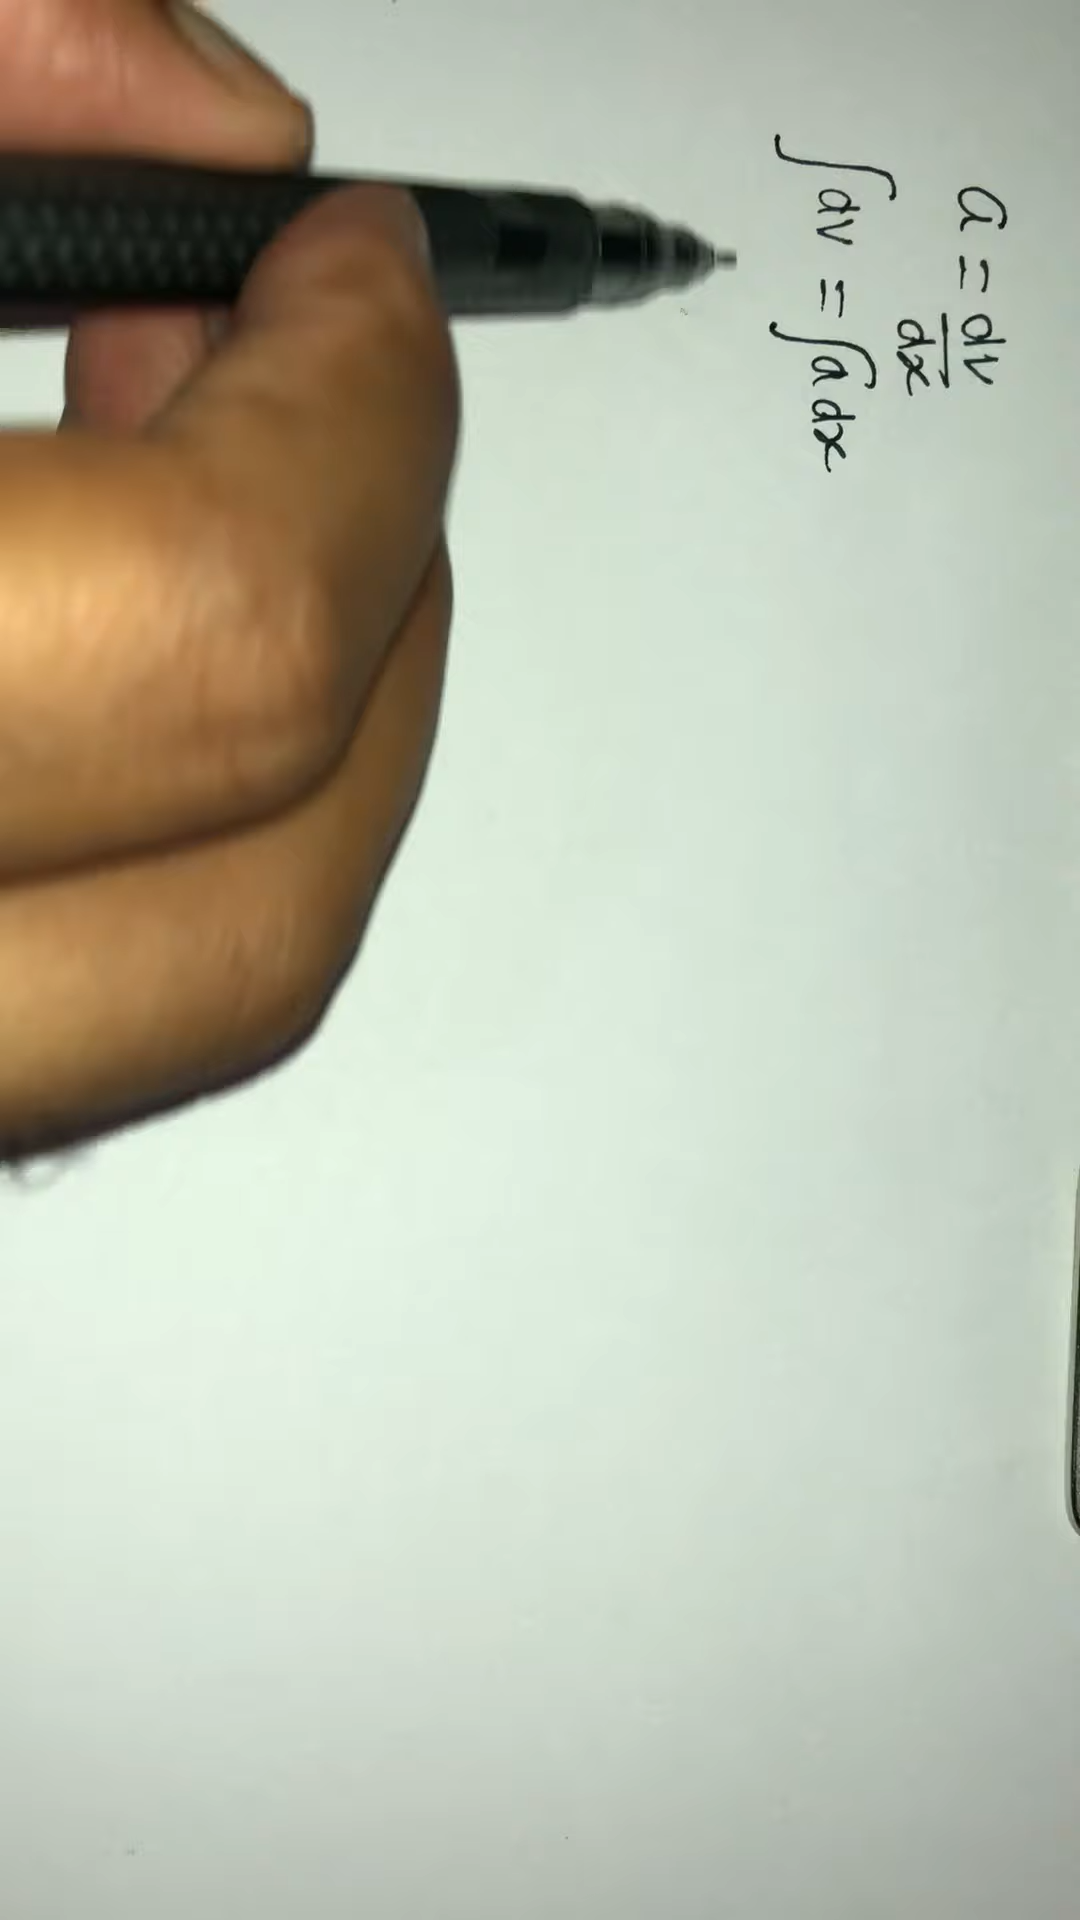 a = dv/dx
∫dv = ∫a dx